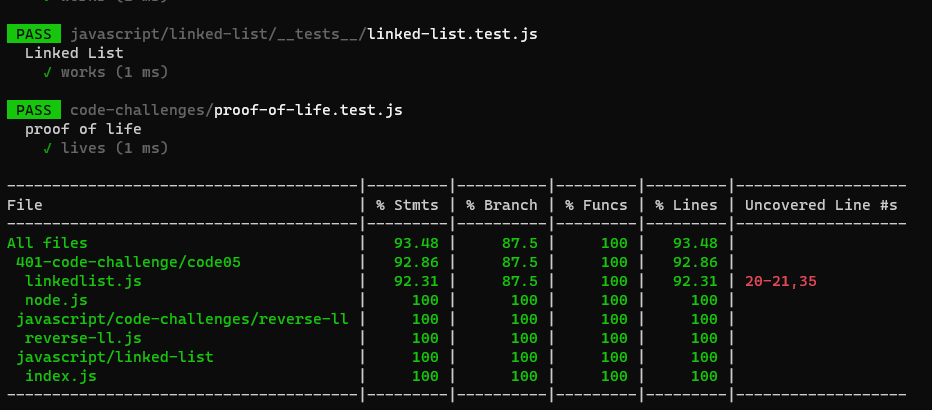 ✓ works (1 ms)
PASS javascript/linked-list/__tests__/linked-list.test.js
Linked List
✓ works (1 ms)
PASS code-challenges/proof-of-life.test.js
proof of life
✓ lives (1 ms)
---------------------------------------|---------|----------|---------|---------|-------------------
File | % Stmts | % Branch | % Funcs | % Lines | Uncovered Line #s
---------------------------------------|---------|----------|---------|---------|-------------------
All files | 93.48 | 87.5 | 100 | 93.48 |
401-code-challenge/code05 | 92.86 | 87.5 | 100 | 92.86 |
linkedlist.js | 92.31 | 87.5 | 100 | 92.31 | 20-21,35
node.js | 100 | 100 | 100 | 100 |
javascript/code-challenges/reverse-ll | 100 | 100 | 100 | 100 |
reverse-ll.js | 100 | 100 | 100 | 100 |
javascript/linked-list | 100 | 100 | 100 | 100 |
index.js | 100 | 100 | 100 | 100 |
---------------------------------------|---------|----------|---------|---------|-------------------